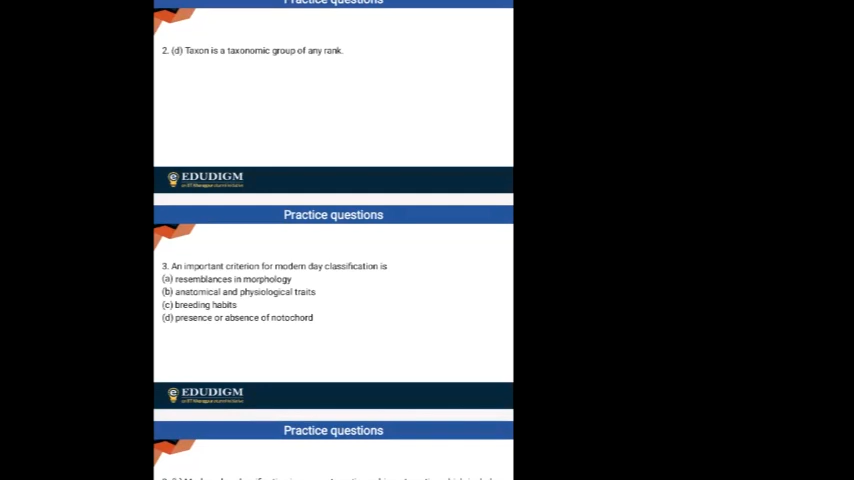 Practice questions
2. (d) Taxon is a taxonomic group of any rank.
EDUDIGM
Practice questions
3. An important criterion for modern day classification is
(a) resemblances in morphology
(b) anatomical and physiological traits
(c) breeding habits
(d) presence or absence of notochord
EDUDIGM
Practice questions